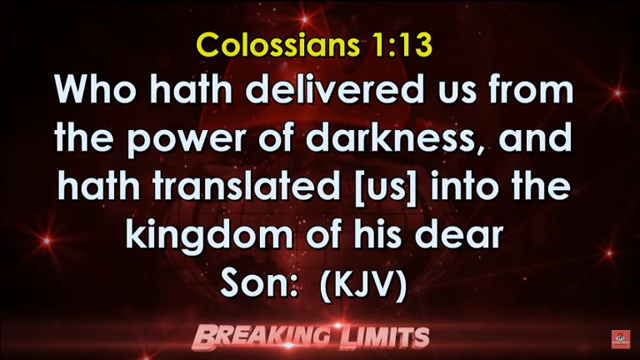 Colossians 1:13
Who hath delivered us from
the power of darkness, and
hath translated [us] into the
kingdom of his dear
Son: (KJV)
BREAKING LIMITS